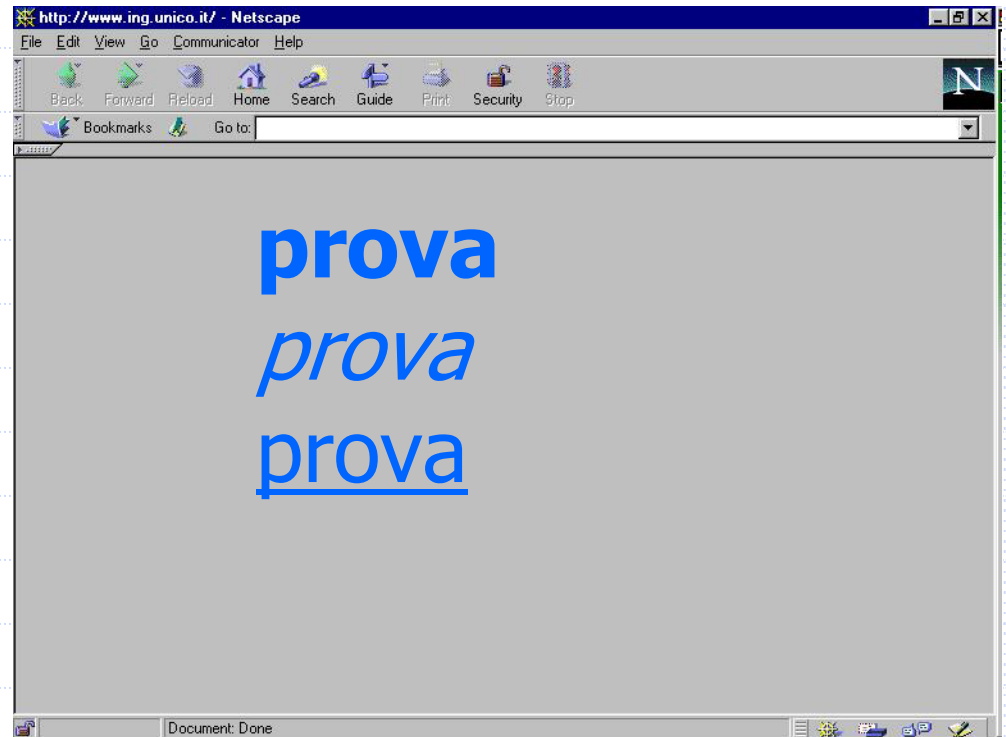 http://www.ing.unico.it/ - Netscape
File Edit View Go Communicator Help
Back Forward Reload Home Search Guide Print Security Stop
N
Bookmarks Go to:
prova
prova
prova
Document: Done